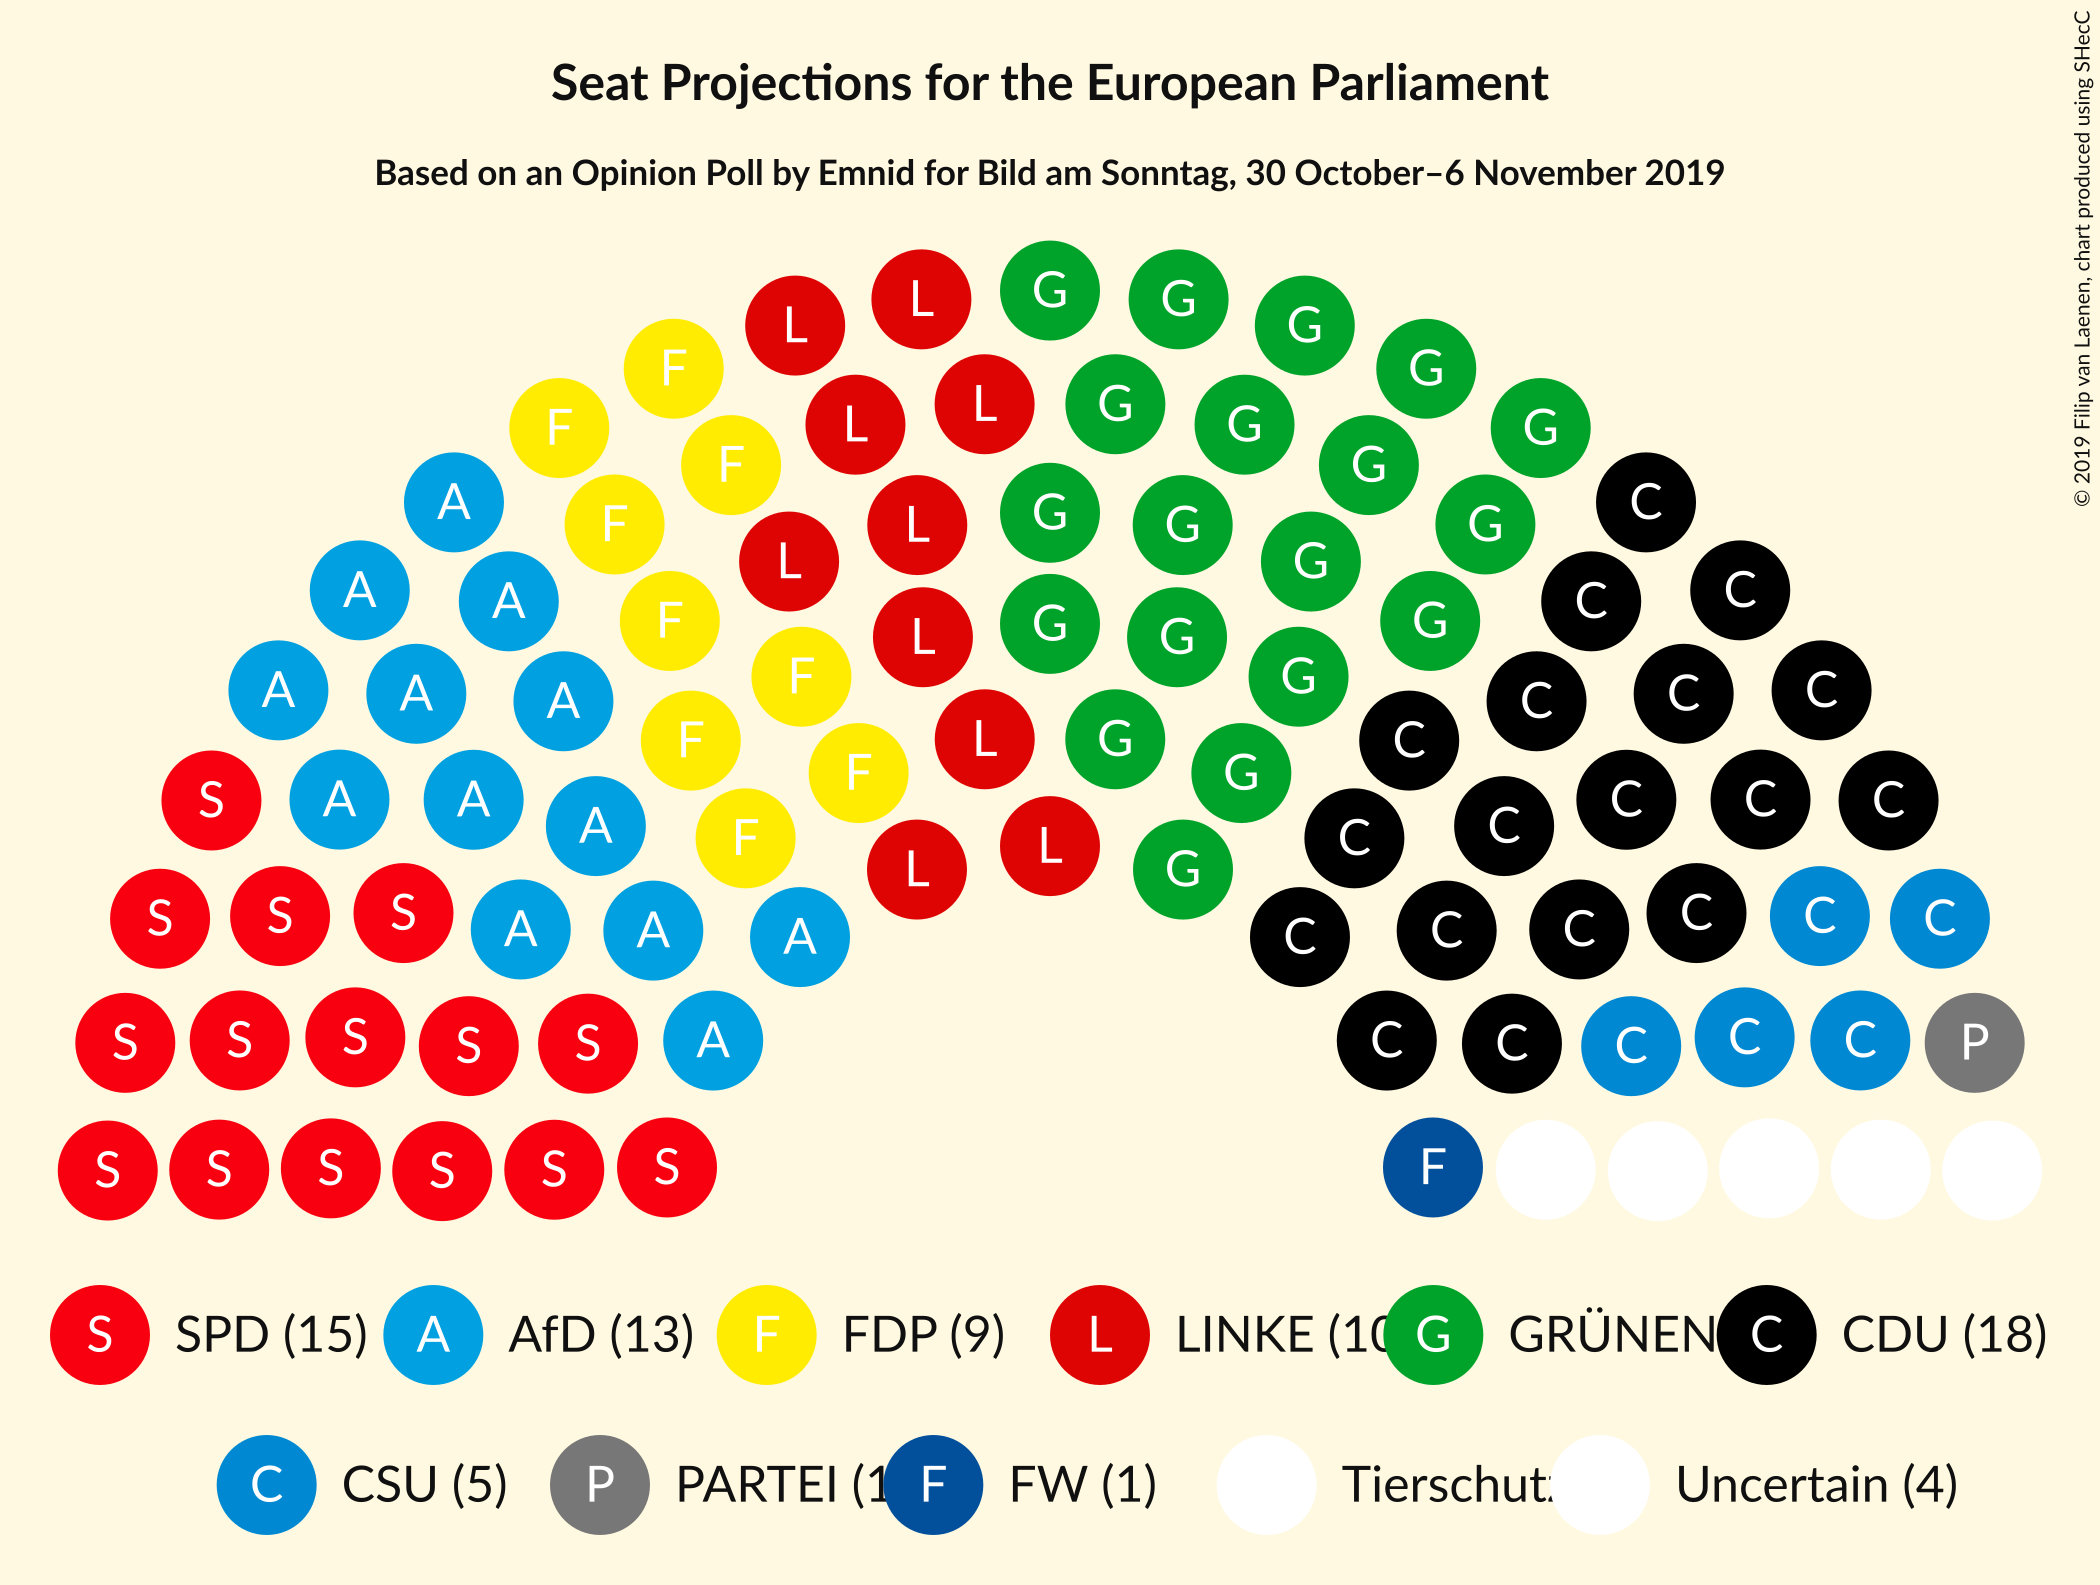 Seat Projections for the European Parliament
Based on an Opinion Poll by Emnid for Bild am Sonntag, 30 October–6 November 2019
© 2019 Filip van Laenen, chart produced using SHecC
L L G G G
F L L G G G G
F F L L G G G G
A F F L L G G G G C
A A F L G G G C C
A A A F F L G G C C C C C
S A A A F F L G C C C C C
S S S A A A L L G C C C C C C
S S S S S A C C C C C P
S S S S S S F
S SPD (15) A AfD (13) F FDP (9) L LINKE (10 G GRÜNEN C CDU (18)
C CSU (5) P PARTEI (1 F FW (1) Tierschutz Uncertain (4)